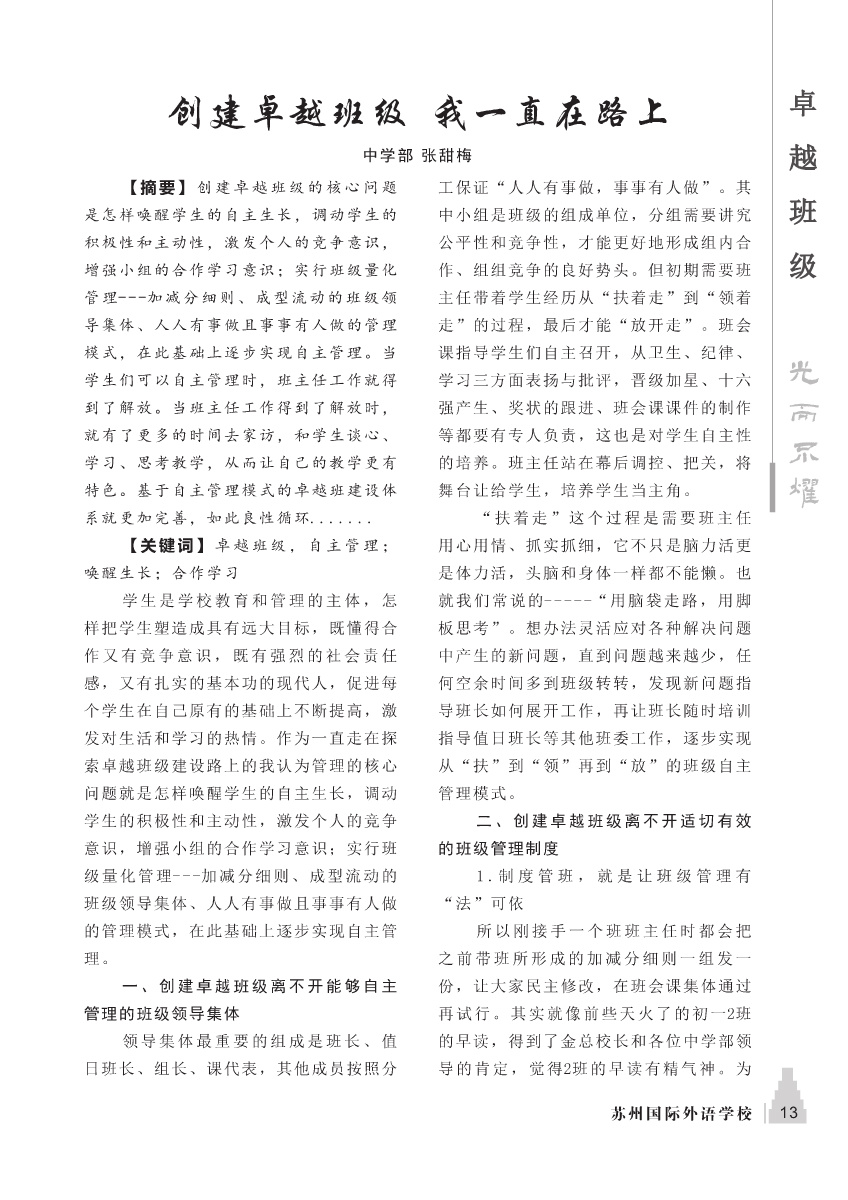 创建卓越班级 我一直在路上
中学部 张甜梅
【摘要】创建卓越班级的核心问题
是怎样唤醒学生的自主生长，调动学生的
积极性和主动性，激发个人的竞争意识，
增强小组的合作学习意识；实行班级量化
管理---加减分细则、成型流动的班级领
导集体、人人有事做且事事有人做的管理
模式，在此基础上逐步实现自主管理。当
学生们可以自主管理时，班主任工作就得
到了解放。当班主任工作得到了解放时，
就有了更多的时间去家访，和学生谈心、
学习、思考教学，从而让自己的教学更有
特色。基于自主管理模式的卓越班建设体
系就更加完善，如此良性循环.......
【关键词】卓越班级，自主管理；
唤醒生长；合作学习
学生是学校教育和管理的主体，怎
样把学生塑造成具有远大目标，既懂得合
作又有竞争意识，既有强烈的社会责任
感，又有扎实的基本功的现代人，促进每
个学生在自己原有的基础上不断提高，激
发对生活和学习的热情。作为一直走在探
索卓越班级建设路上的我认为管理的核心
问题就是怎样唤醒学生的自主生长，调动
学生的积极性和主动性，激发个人的竞争
意识，增强小组的合作学习意识；实行班
级量化管理---加减分细则、成型流动的
班级领导集体、人人有事做且事事有人做
的管理模式，在此基础上逐步实现自主管
理。
一、创建卓越班级离不开能够自主
管理的班级领导集体
领导集体最重要的组成是班长、值
日班长、组长、课代表，其他成员按照分
工保证“人人有事做，事事有人做”。其
中小组是班级的组成单位，分组需要讲究
公平性和竞争性，才能更好地形成组内合
作、组组竞争的良好势头。但初期需要班
主任带着学生经历从“扶着走”到“领着
走”的过程，最后才能“放开走”。班会
课指导学生们自主召开，从卫生、纪律、
学习三方面表扬与批评，晋级加星、十六
强产生、奖状的跟进、班会课课件的制作
等都要有专人负责，这也是对学生自主性
的培养。班主任站在幕后调控、把关，将
舞台让给学生，培养学生当主角。
“扶着走”这个过程是需要班主任
用心用情、抓实抓细，它不只是脑力活更
是体力活，头脑和身体一样都不能懒。也
就我们常说的-----“用脑袋走路，用脚
板思考”。想办法灵活应对各种解决问题
中产生的新问题，直到问题越来越少，任
何空余时间多到班级转转，发现新问题指
导班长如何展开工作，再让班长随时培训
指导值日班长等其他班委工作，逐步实现
从“扶”到“领”再到“放”的班级自主
管理模式。
二、创建卓越班级离不开适切有效
的班级管理制度
1.制度管班，就是让班级管理有
“法”可依
所以刚接手一个班班主任时都会把
之前带班所形成的加减分细则一组发一
份，让大家民主修改，在班会课集体通过
再试行。其实就像前些天火了的初一2班
的早读，得到了金总校长和各位中学部领
导的肯定，觉得2班的早读有精气神。为
卓越班级
光而不耀
苏州国际外语学校 13